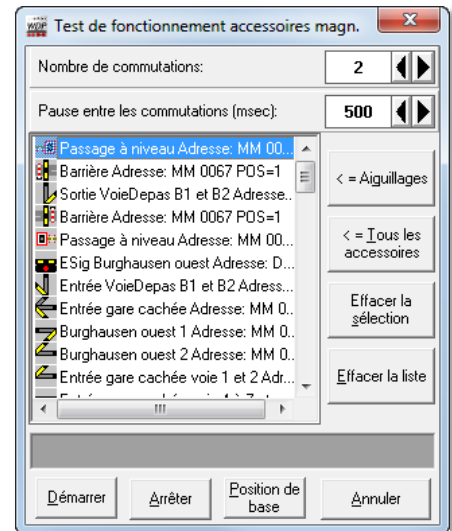 WDP Test de fonctionnement accessoires magn.
Nombre de commutations: 2
Pause entre les commutations (msec): 500
Passage à niveau Adresse: MM 00...
Barrière Adresse: MM 0067 POS=1
Sortie VoieDepas B1 et B2 Adresse..
Barrière Adresse: MM 0067 POS=1
Passage à niveau Adresse: MM 00...
ESig Burghausen ouest Adresse: D...
Entrée VoieDepas B1 et B2 Adress...
Entrée gare cachée Adresse: MM 0...
Burghausen ouest 1 Adresse: MM 0..
Burghausen ouest 2 Adresse: MM 0..
Entrée gare cachée voie 1 et 2 Adr...
< = Aiguillages
< = Tous les
accessoires
Effacer la
sélection
Effacer la liste
Démarrer
Arrêter
Position de
base
Annuler